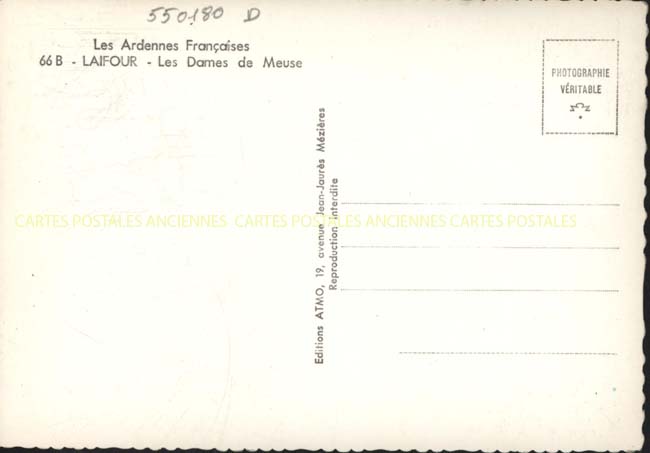 550180 D
Les Ardennes Françaises
66 B - LAIFOUR - Les Dames de Meuse
PHOTOGRAPHIE
VÉRITABLE
Editions ATMO, 19, avenue Jean-Jaurès Mézières
Reproduction interdite
CARTES POSTALES ANCIENNES CARTES POSTALES ANCIENNES CARTES POSTALES